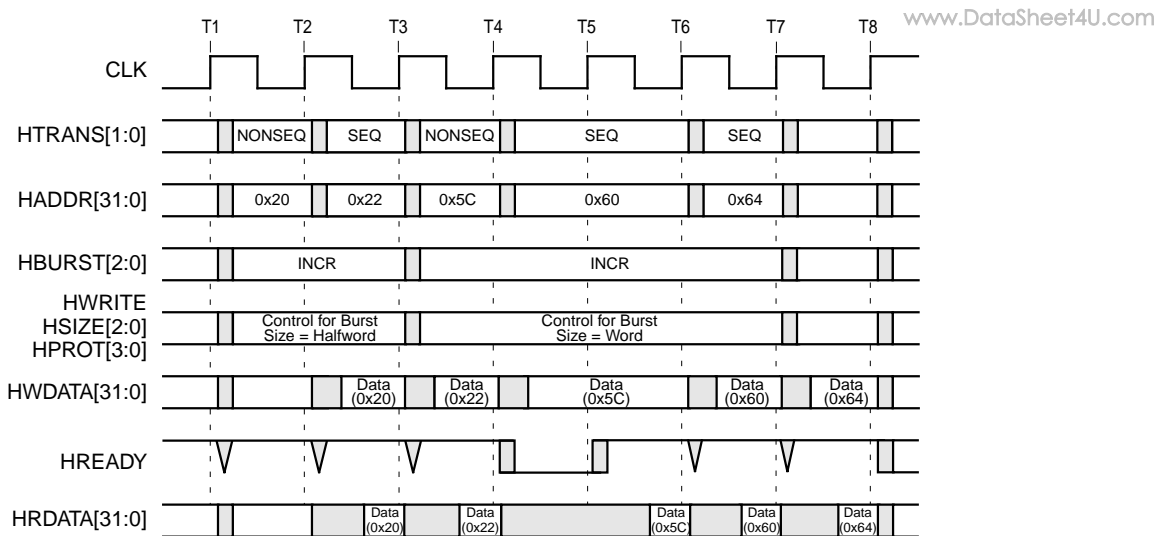 www.DataSheet4U.com
T1 T2 T3 T4 T5 T6 T7 T8
CLK
HTRANS[1:0] NONSEQ SEQ NONSEQ SEQ SEQ
HADDR[31:0] 0x20 0x22 0x5C 0x60 0x64
HBURST[2:0] INCR INCR
HWRITE
HSIZE[2:0]
HPROT[3:0]
Control for Burst
Size = Halfword
Control for Burst
Size = Word
HWDATA[31:0]
Data
(0x20)
Data
(0x22)
Data
(0x5C)
Data
(0x60)
Data
(0x64)
HREADY
HRDATA[31:0]
Data
(0x20)
Data
(0x22)
Data
(0x5C)
Data
(0x60)
Data
(0x64)